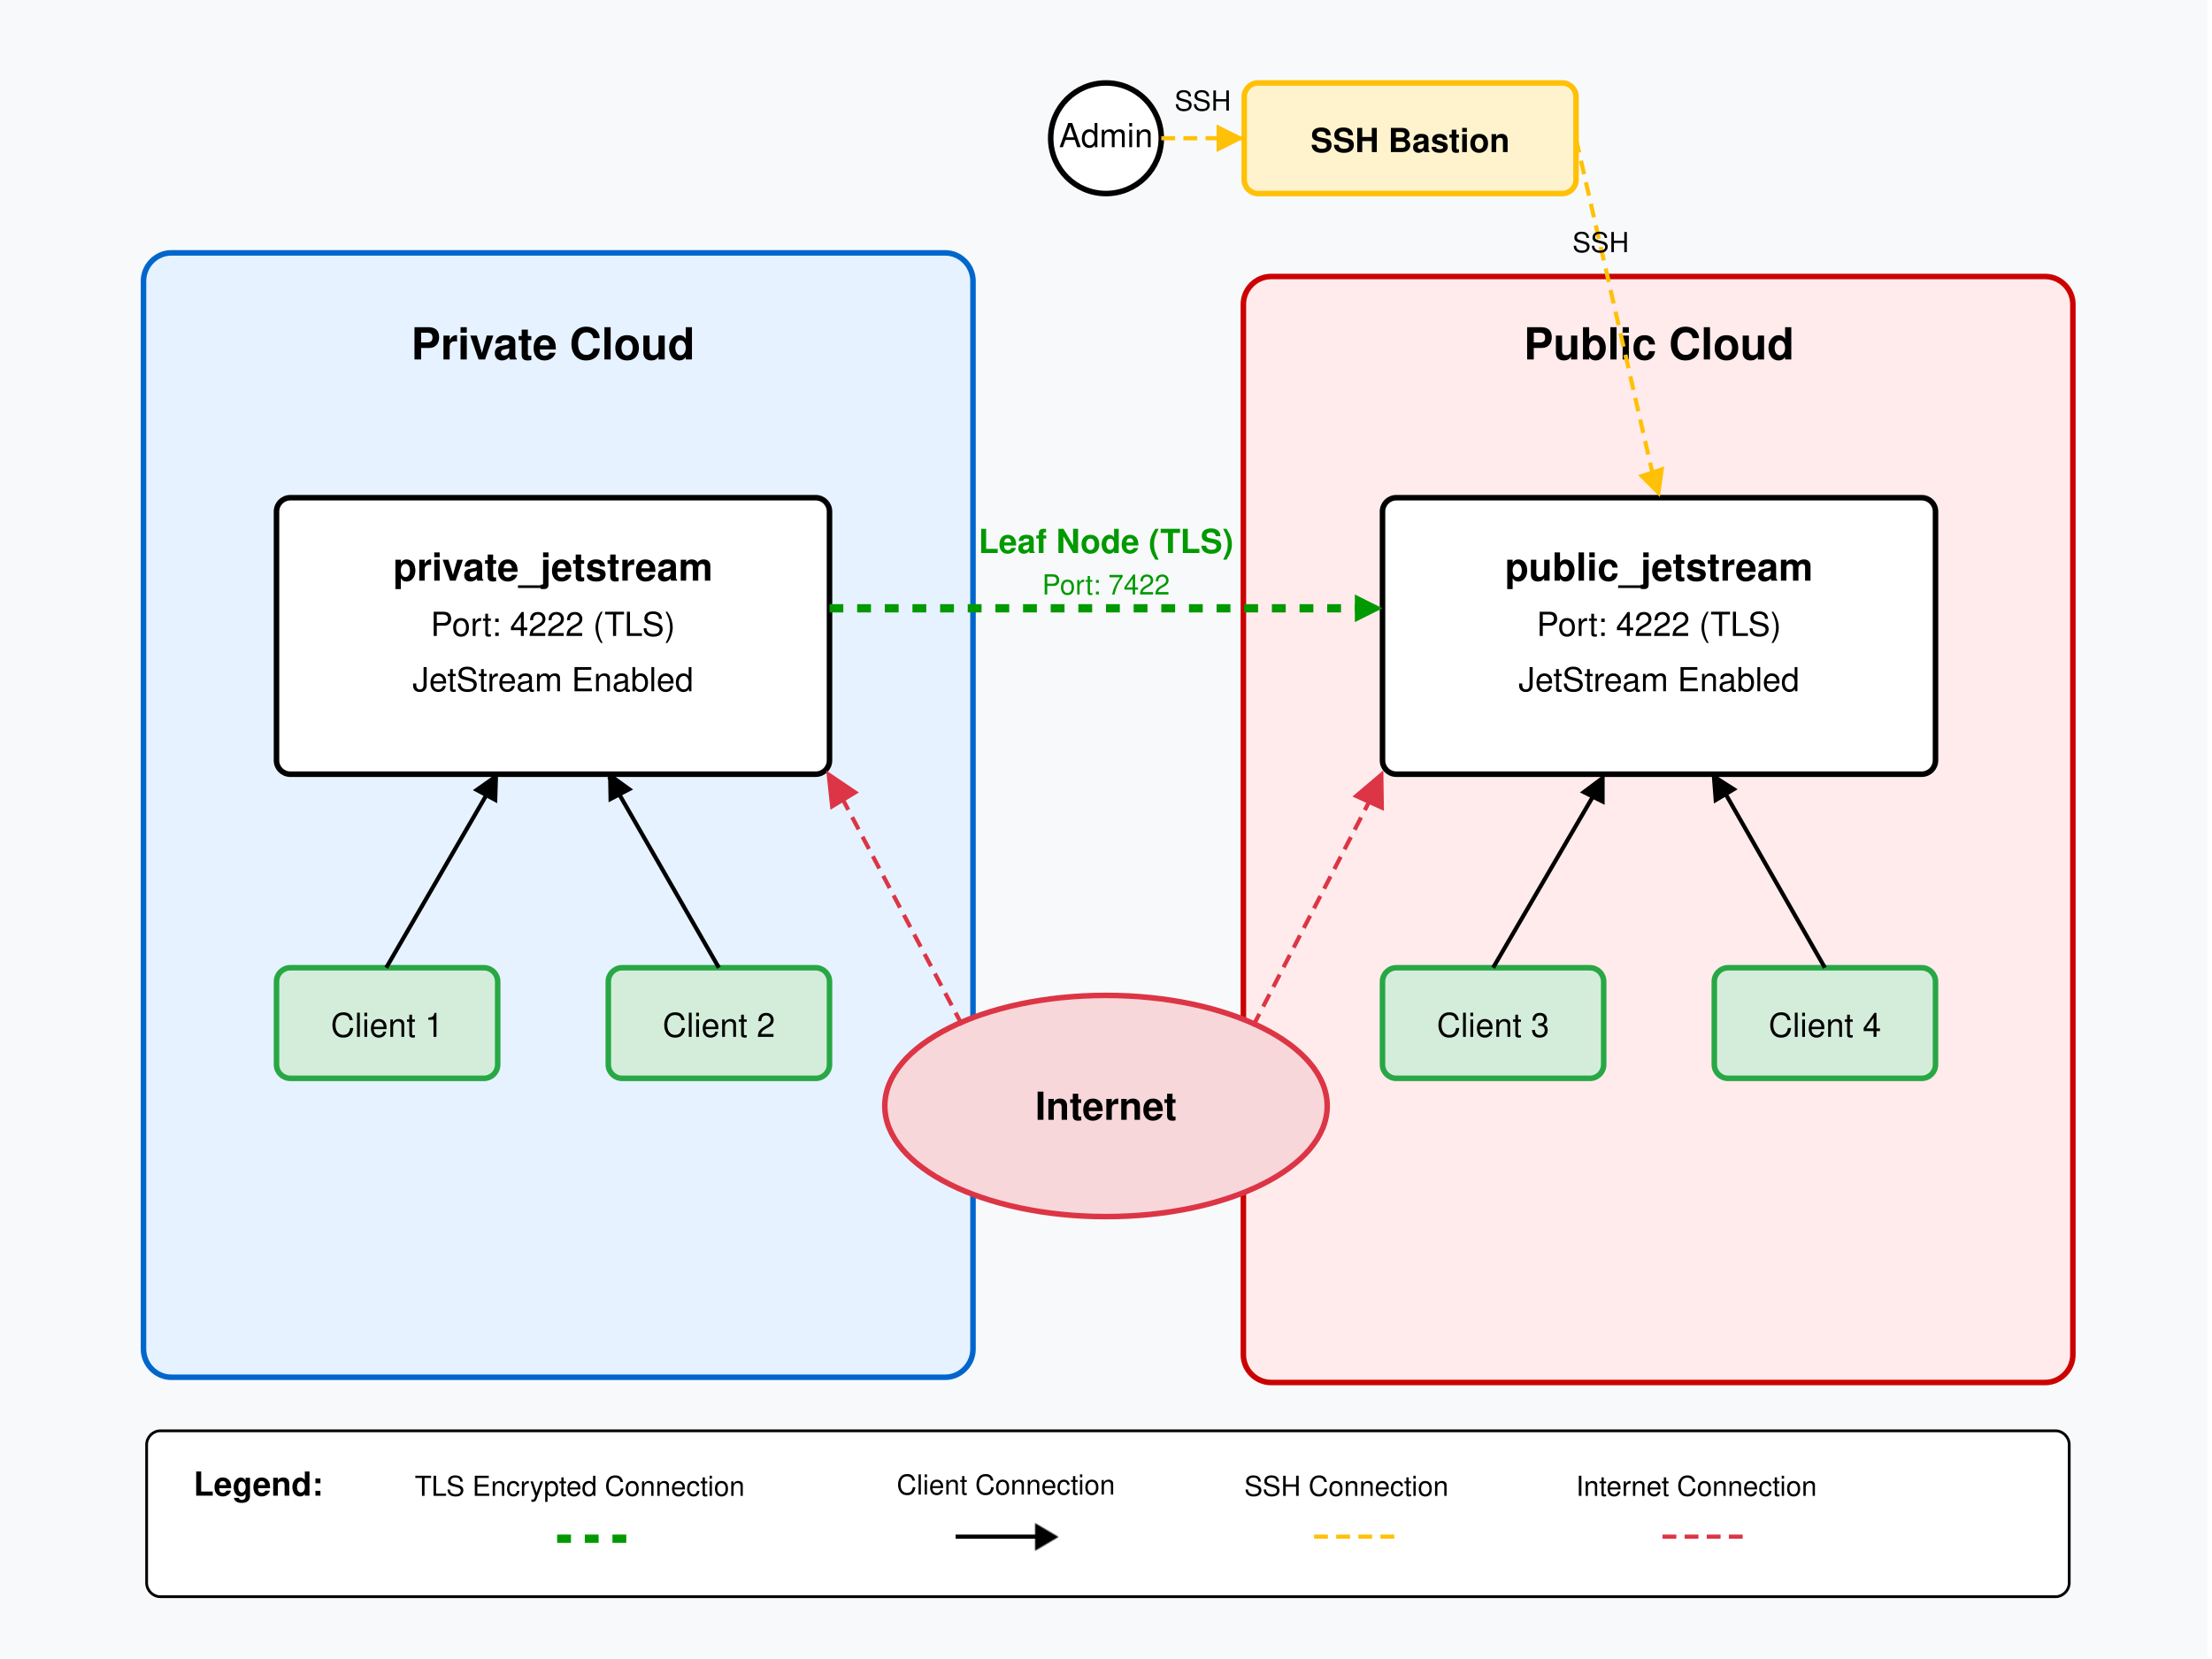 SSH
Admin
SSH Bastion
SSH
Private Cloud
Public Cloud
Leaf Node (TLS)
Port: 7422
private_jetstream
Port: 4222 (TLS)
JetStream Enabled
public_jetstream
Port: 4222 (TLS)
JetStream Enabled
Client 1
Client 2
Client 3
Client 4
Internet
Legend:
TLS Encrypted Connection
Client Connection
SSH Connection
Internet Connection